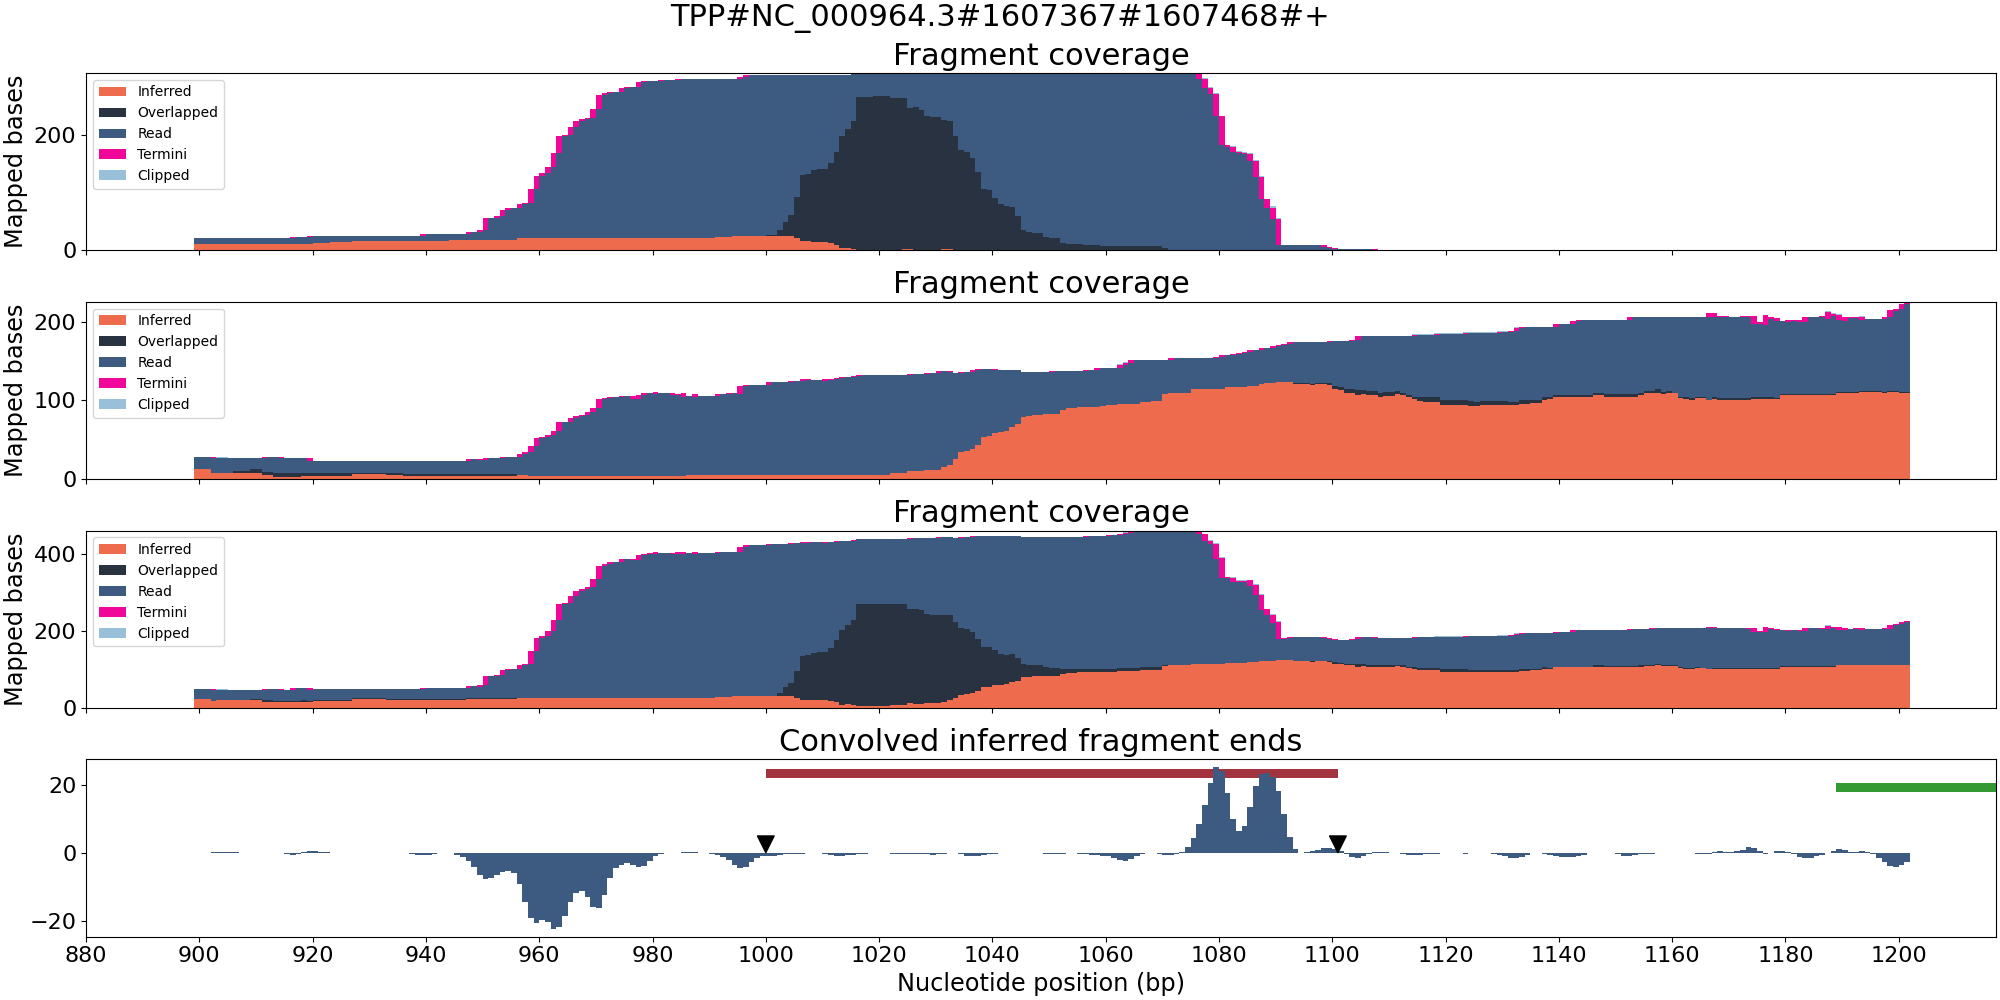 TPP#NC_000964.3#1607367#1607468#+
Fragment coverage
Mapped bases
200
0
Inferred
Overlapped
Read
Termini
Clipped
Fragment coverage
Mapped bases
200
100
0
Inferred
Overlapped
Read
Termini
Clipped
Fragment coverage
Mapped bases
400
200
0
Inferred
Overlapped
Read
Termini
Clipped
Convolved inferred fragment ends
20
0
−20
880 900 920 940 960 980 1000 1020 1040 1060 1080 1100 1120 1140 1160 1180 1200
Nucleotide position (bp)